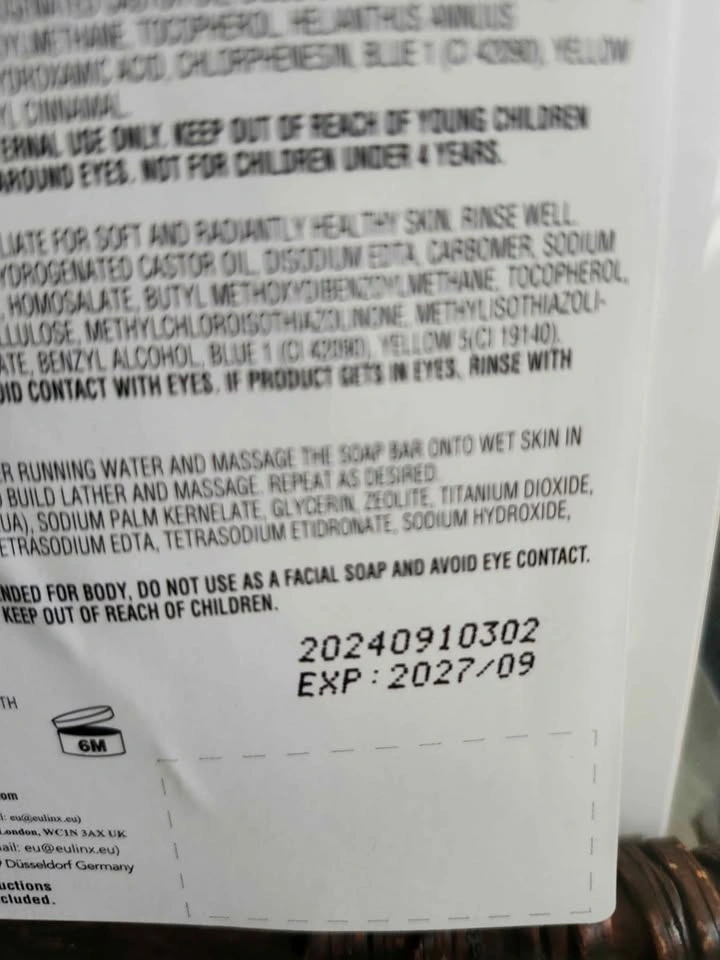 TOCOPHEROL, HELIANTHUS ANNUUS
CHLORPHENESIN, BLUE 1 (CI 42090), YELLOW
L CINNAMAL
ERNAL USE ONLY. KEEP OUT OF REACH OF YOUNG CHILDREN
AROUND EYES. NOT FOR CHILDREN UNDER 4 YEARS.
LIATE FOR SOFT AND RADIANTLY HEALTHY SKIN. RINSE WELL.
YDROGENATED CASTOR OIL, DISODIUM EDTA, CARBOMER, SODIUM
, HOMOSALATE, BUTYL METHOXYDIBENZOYLMETHANE, TOCOPHEROL,
LLULOSE, METHYLCHLOROISOTHIAZOLINONE, METHYLISOTHIAZOLI-
ATE, BENZYL ALCOHOL, BLUE 1 (CI 42090), YELLOW 5(CI 19140).
OID CONTACT WITH EYES. IF PRODUCT GETS IN EYES, RINSE WITH
R RUNNING WATER AND MASSAGE THE SOAP BAR ONTO WET SKIN IN
BUILD LATHER AND MASSAGE. REPEAT AS DESIRED.
UA), SODIUM PALM KERNELATE, GLYCERIN, ZEOLITE, TITANIUM DIOXIDE,
ETRASODIUM EDTA, TETRASODIUM ETIDRONATE, SODIUM HYDROXIDE,
NDED FOR BODY, DO NOT USE AS A FACIAL SOAP AND AVOID EYE CONTACT.
KEEP OUT OF REACH OF CHILDREN.
20240910302
EXP:2027/09
TH
6M
om
l: eu@eulinx.eu)
London, WC1N 3AX UK
ail: eu@eulinx.eu)
Düsseldorf Germany
uctions
cluded.